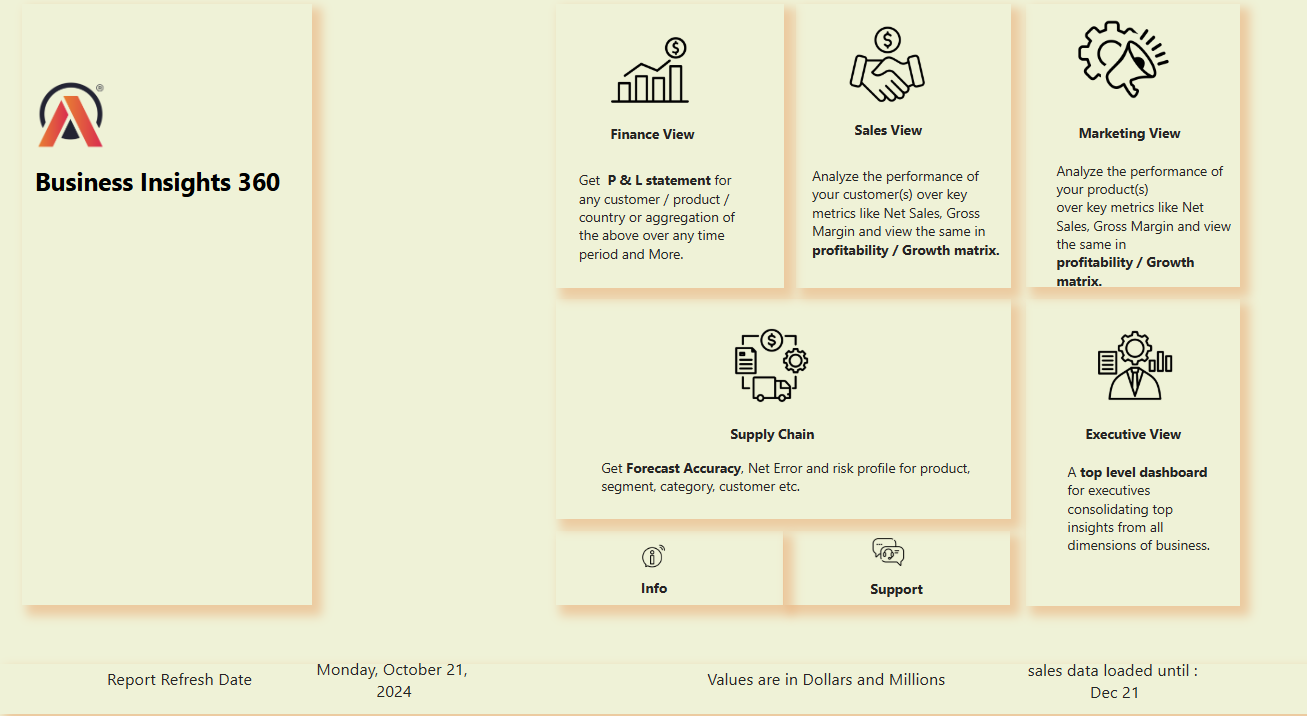 ®
Business Insights 360
Finance View
Get P & L statement for
any customer / product /
country or aggregation of
the above over any time
period and More.
Sales View
Analyze the performance of
your customer(s) over key
metrics like Net Sales, Gross
Margin and view the same in
profitability / Growth matrix.
Marketing View
Analyze the performance of
your product(s)
over key metrics like Net
Sales, Gross Margin and view
the same in
profitability / Growth
matrix.
Supply Chain
Get Forecast Accuracy, Net Error and risk profile for product,
segment, category, customer etc.
Executive View
A top level dashboard
for executives
consolidating top
insights from all
dimensions of business.
Info
Support
Report Refresh Date
Monday, October 21,
2024
Values are in Dollars and Millions
sales data loaded until :
Dec 21